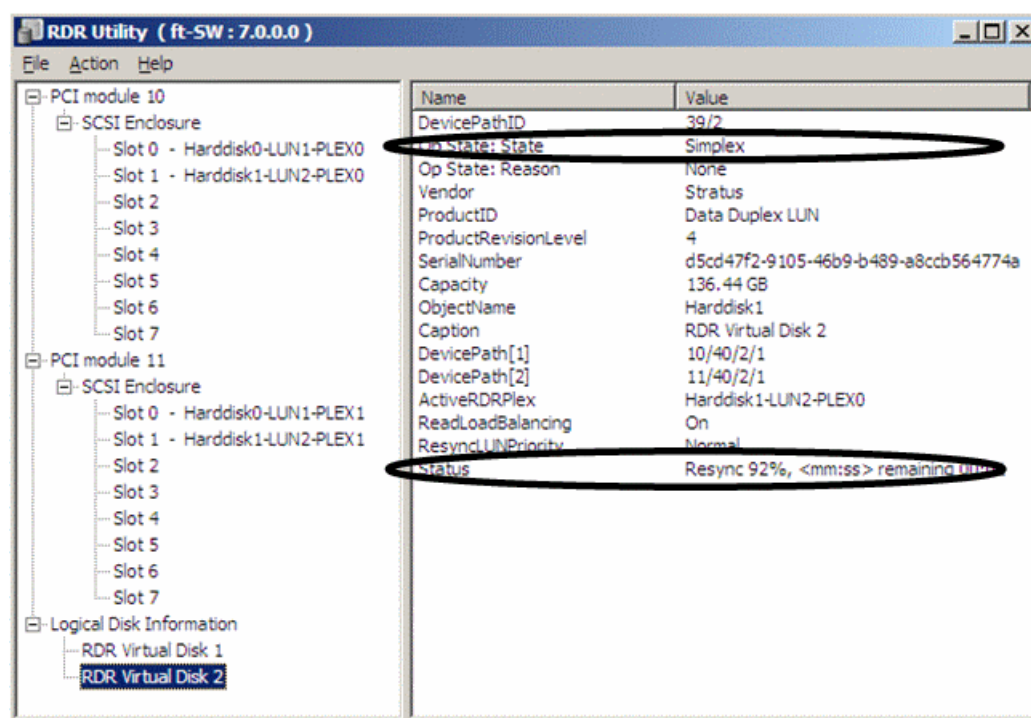 RDR Utility ( ft-SW : 7.0.0.0 )
File Action Help
PCI module 10
SCSI Enclosure
Slot 0 - Harddisk0-LUN1-PLEX0
Slot 1 - Harddisk1-LUN2-PLEX0
Slot 2
Slot 3
Slot 4
Slot 5
Slot 6
Slot 7
PCI module 11
SCSI Enclosure
Slot 0 - Harddisk0-LUN1-PLEX1
Slot 1 - Harddisk1-LUN2-PLEX1
Slot 2
Slot 3
Slot 4
Slot 5
Slot 6
Slot 7
Logical Disk Information
RDR Virtual Disk 1
RDR Virtual Disk 2
Name Value
DevicePathID 39/2
Op State: State Simplex
Op State: Reason None
Vendor Stratus
ProductID Data Duplex LUN
ProductRevisionLevel 4
SerialNumber d5cd47f2-9105-46b9-b489-a8ccb564774a
Capacity 136.44 GB
ObjectName Harddisk1
Caption RDR Virtual Disk 2
DevicePath[1] 10/40/2/1
DevicePath[2] 11/40/2/1
ActiveRDRPlex Harddisk1-LUN2-PLEX0
ReadLoadBalancing On
ResyncLUNPriority Normal
Status Resync 92%, <mm:ss> remaining